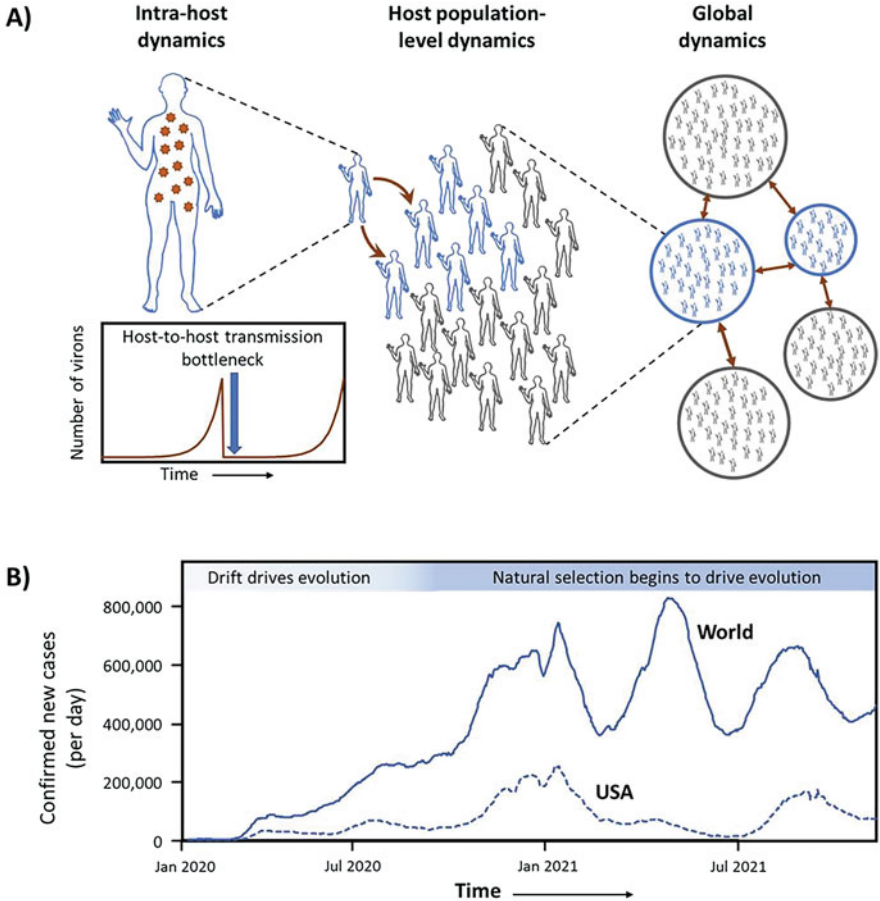 A)
Intra-host
dynamics
Host population-
level dynamics
Global
dynamics
Host-to-host transmission
bottleneck
Number of virons
Time
B)
Drift drives evolution
Natural selection begins to drive evolution
800,000
600,000
400,000
200,000
0
World
USA
Confirmed new cases
(per day)
Jan 2020
Jul 2020
Jan 2021
Jul 2021
Time